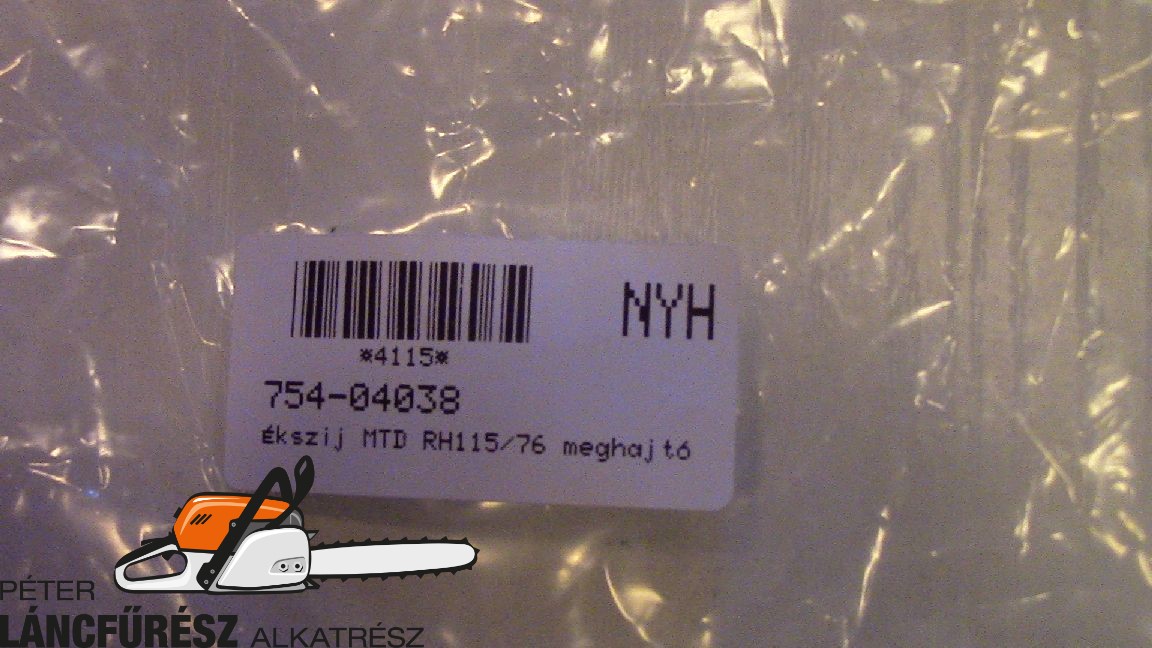 NYH
*4115*
754-04038
Ékszij MTD RH115/76 meghajtó
PÉTER
LÁNCFŰRÉSZ ALKATRÉSZ